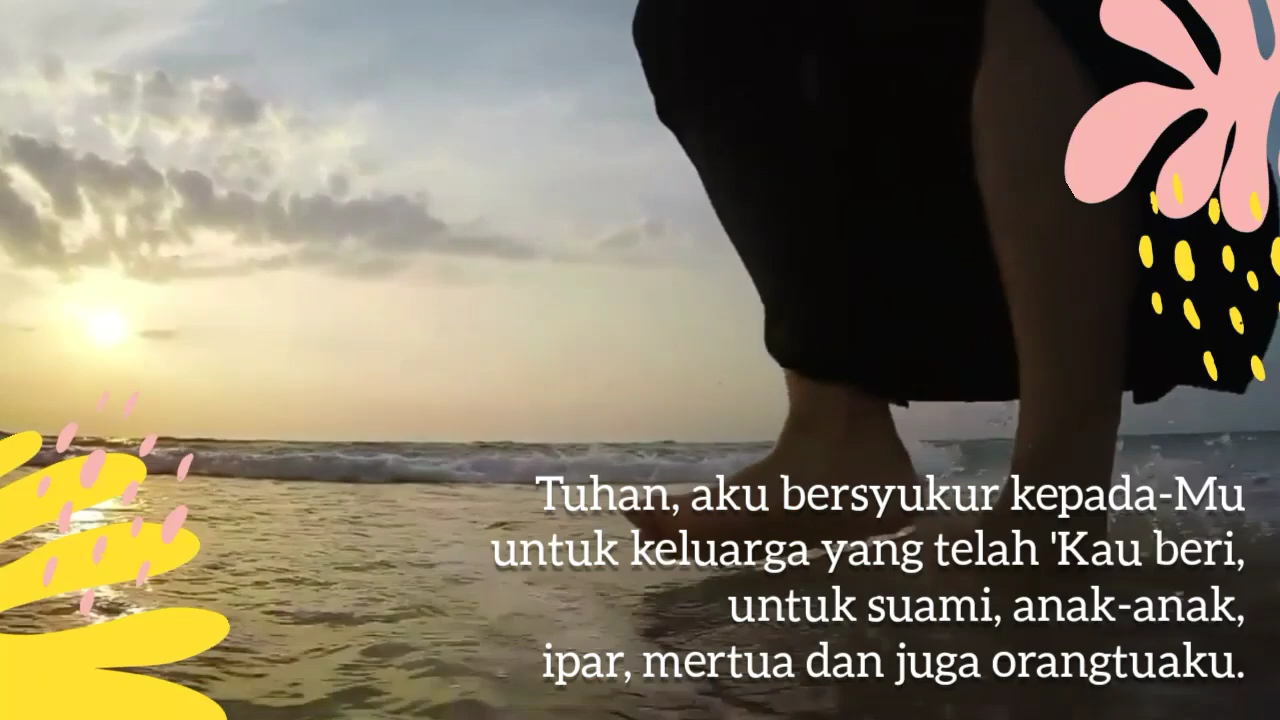 Tuhan, aku bersyukur kepada-Mu
untuk keluarga yang telah 'Kau beri,
untuk suami, anak-anak,
ipar, mertua dan juga orangtuaku.